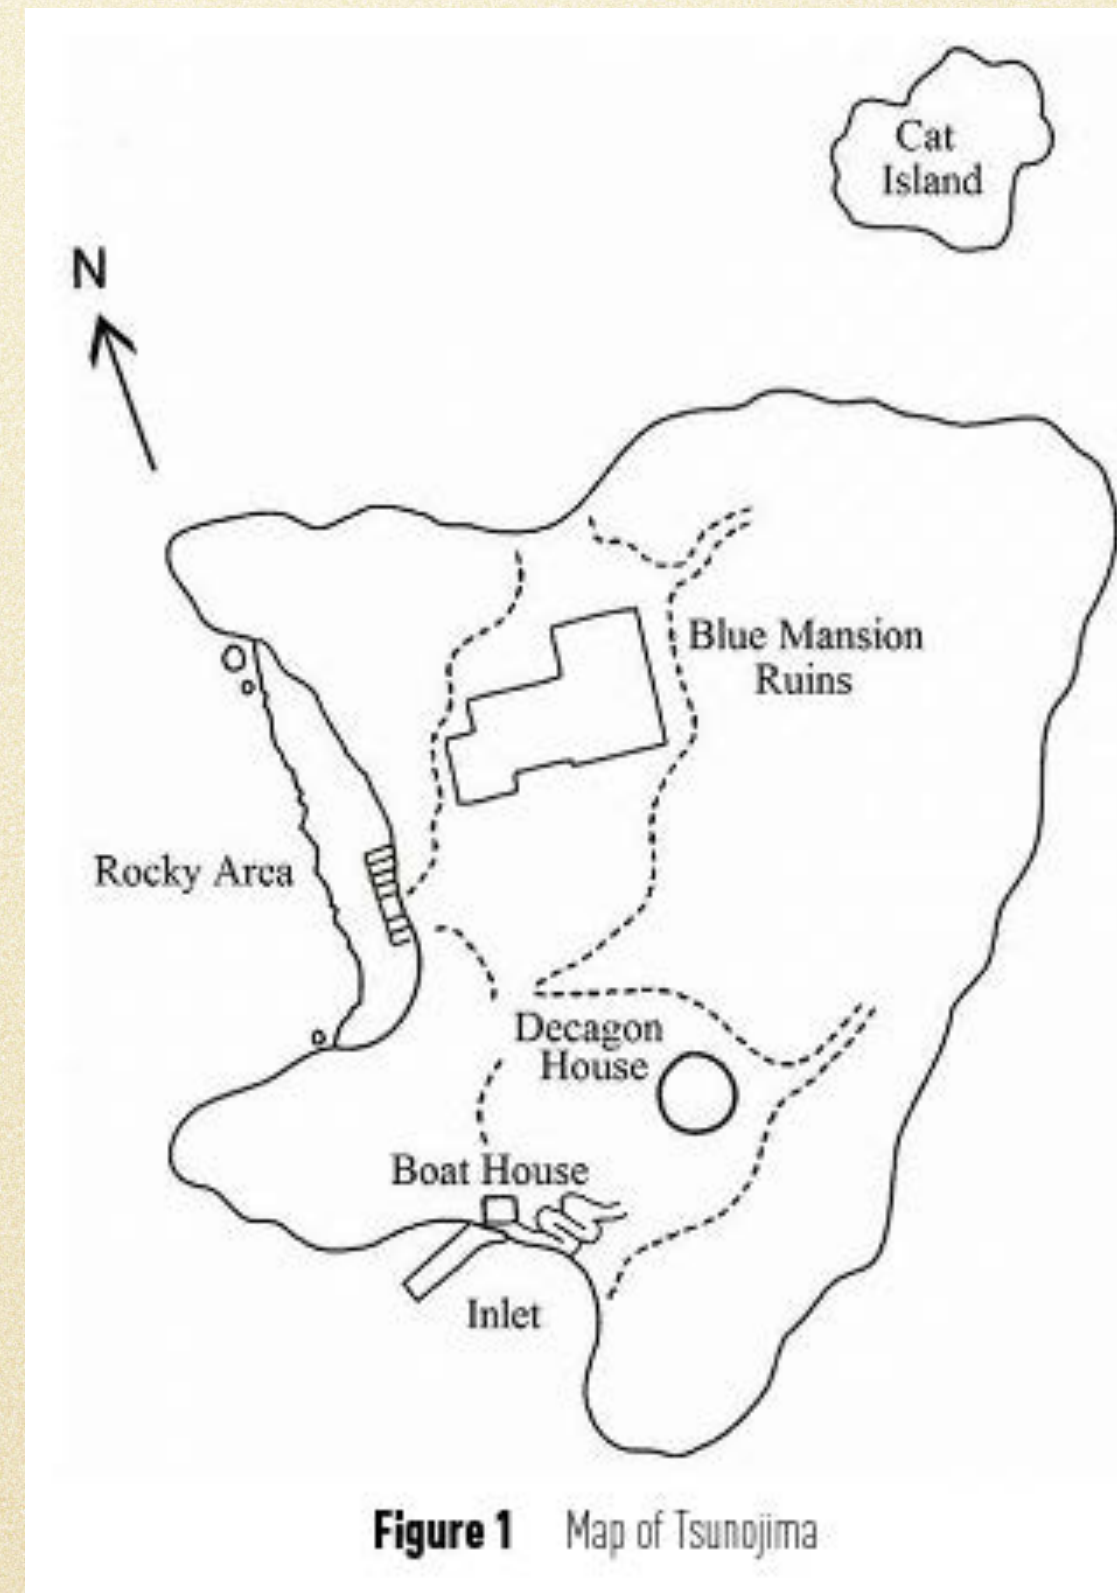 Cat
Island
N
Blue Mansion
Ruins
Rocky Area
Decagon
House
Boat House
Inlet
Figure 1 Map of Tsunojima